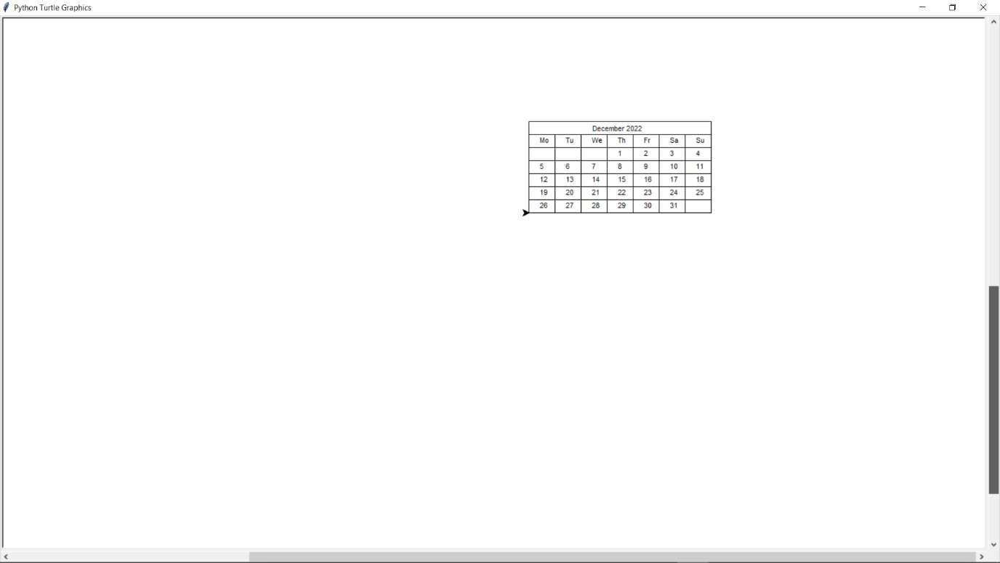 Python Turtle Graphics
December 2022
Mo Tu We Th Fr Sa Su
1 2 3 4
5 6 7 8 9 10 11
12 13 14 15 16 17 18
19 20 21 22 23 24 25
26 27 28 29 30 31